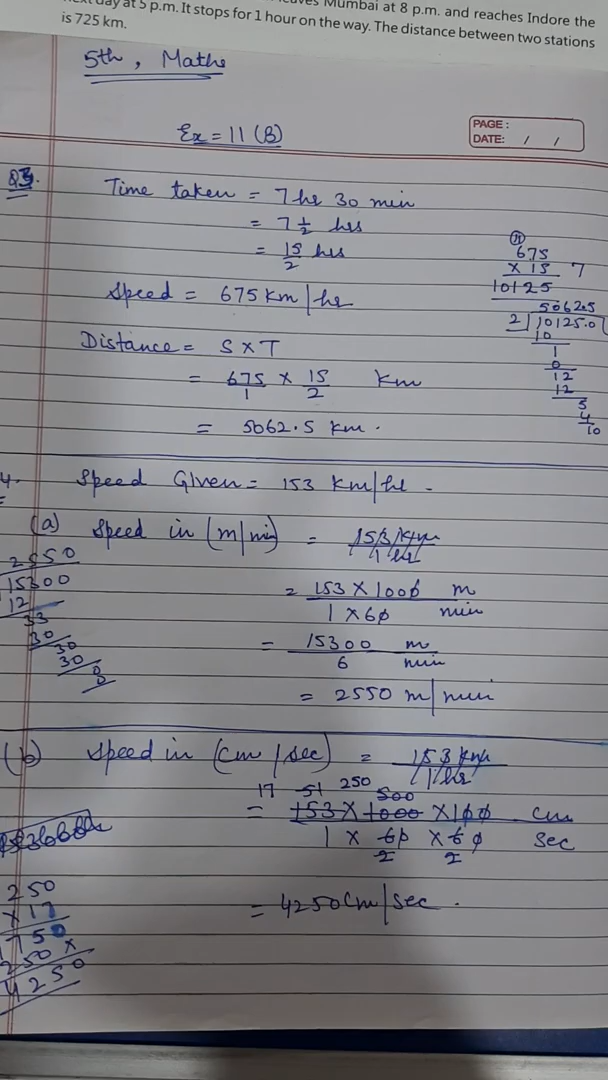 day at 5 p.m. It stops for 1 hour on the way. The distance between two stations
Mumbai at 8 p.m. and reaches Indore the
is 725 km.
5th, Maths
Ex = 11 (B)
PAGE:
DATE: / /
Q3.
Time taken = 7 hr 30 min
= 7 1/2 hrs
= 15/2 hrs
Speed = 675 km/hr
675
x 15
10125
7
5062.5
2 10125.0
10
1
0
12
12
5
4
10
Distance = S X T
= 675/1 X 15/2 km
= 5062.5 km.
4.
Speed Given = 153 km/hr.
(a) Speed in (m/min) = 153 km/1 hr
= 153 X 1000 m
1 X 60 min
= 15300 m
6 min
= 2550 m/min
2550
15300
12
33
30
30
30
0
0
(b) Speed in (cm/sec) = 153 km/1 hr
17 51 250 500
= 153 X 1000 X 100 cm
1 X 60 X 60 sec
2 2
= 4250 cm/sec.
250
x 17
1750
250 x
4250